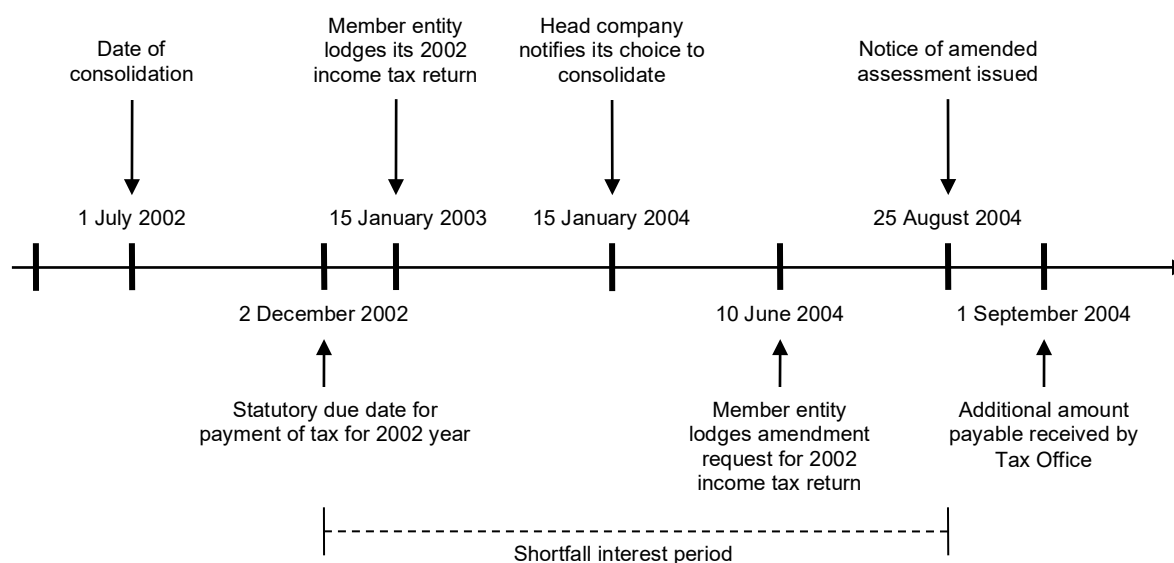 Date of
consolidation
Member entity
lodges its 2002
income tax return
Head company
notifies its choice to
consolidate
Notice of amended
assessment issued
1 July 2002
15 January 2003
15 January 2004
25 August 2004
2 December 2002
10 June 2004
1 September 2004
Statutory due date for
payment of tax for 2002 year
Member entity
lodges amendment
request for 2002
income tax return
Additional amount
payable received by
Tax Office
Shortfall interest period